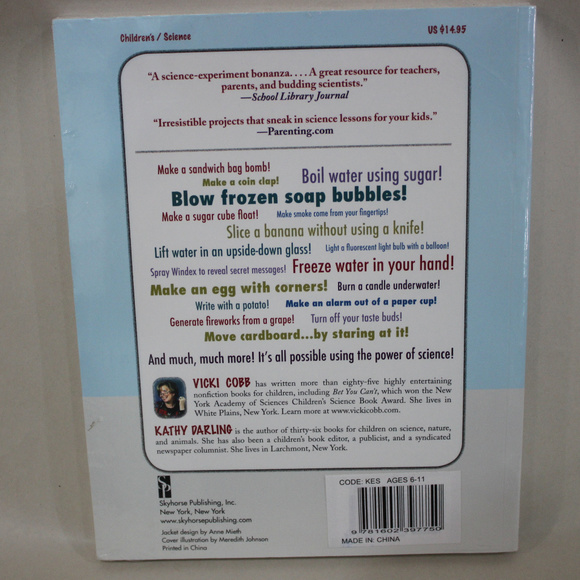 Children's / Science
US $14.95
"A science-experiment bonanza. . . . A great resource for teachers,
parents, and budding scientists."
—School Library Journal
"Irresistible projects that sneak in science lessons for your kids."
—Parenting.com
Make a sandwich bag bomb!
Boil water using sugar!
Make a coin clap!
Blow frozen soap bubbles!
Make a sugar cube float!
Make smoke come from your fingertips!
Slice a banana without using a knife!
Lift water in an upside-down glass!
Light a fluorescent light bulb with a balloon!
Spray Windex to reveal secret messages!
Freeze water in your hand!
Make an egg with corners!
Burn a candle underwater!
Write with a potato!
Make an alarm out of a paper cup!
Generate fireworks from a grape!
Turn off your taste buds!
Move cardboard...by staring at it!
And much, much more! It's all possible using the power of science!
VICKI COBB has written more than eighty-five highly entertaining
nonfiction books for children, including Bet You Can't, which won the New
York Academy of Sciences Children's Science Book Award. She lives in
White Plains, New York. Learn more at www.vickicobb.com.
KATHY DARLING is the author of thirty-six books for children on science, nature,
and animals. She has also been a children's book editor, a publicist, and a syndicated
newspaper columnist. She lives in Larchmont, New York.
Skyhorse Publishing, Inc.
New York, New York
www.skyhorsepublishing.com
Jacket design by Anne Mieth
Cover illustration by Meredith Johnson
Printed in China
CODE: KES AGES 6-11
9 781602 397750
MADE IN: CHINA